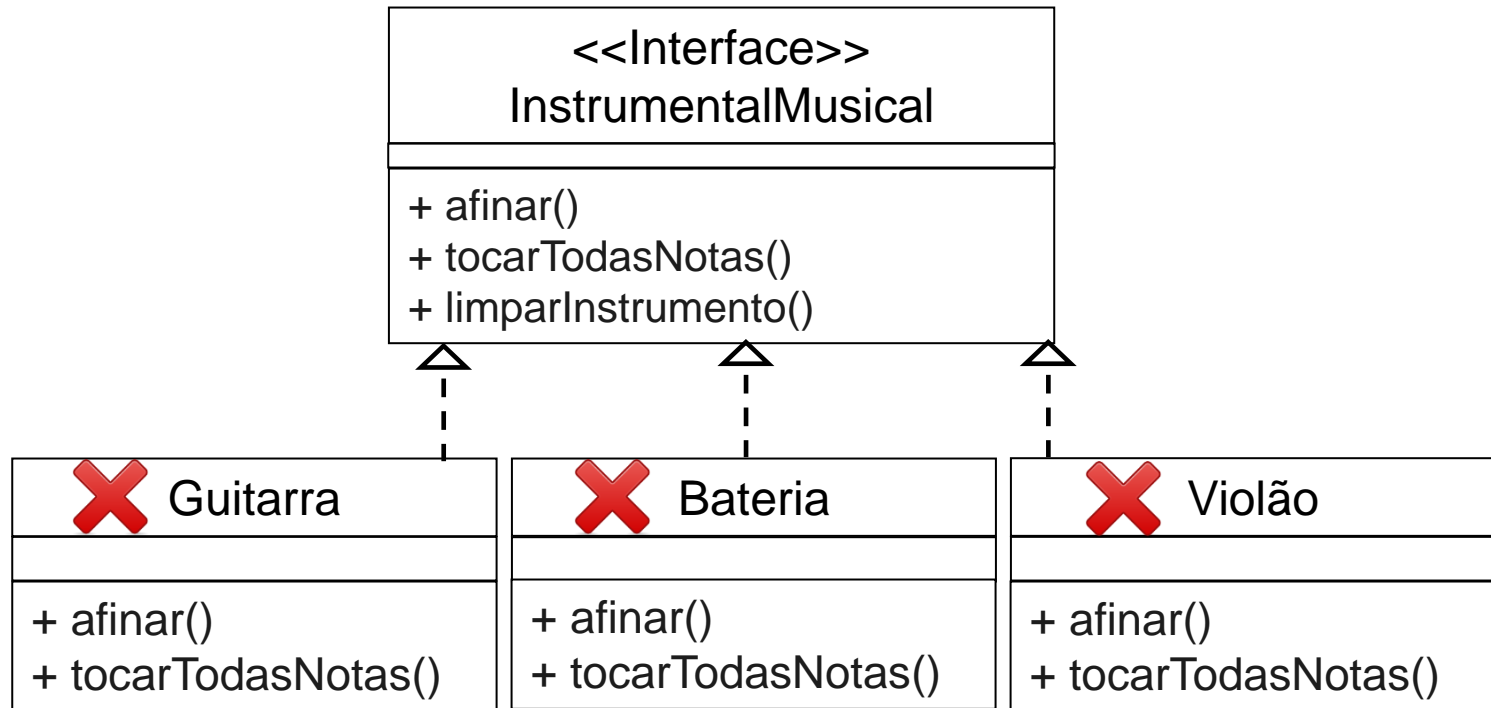 <<Interface>>
InstrumentalMusical
+ afinar()
+ tocarTodasNotas()
+ limparInstrumento()
Guitarra
+ afinar()
+ tocarTodasNotas()
Bateria
+ afinar()
+ tocarTodasNotas()
Violão
+ afinar()
+ tocarTodasNotas()